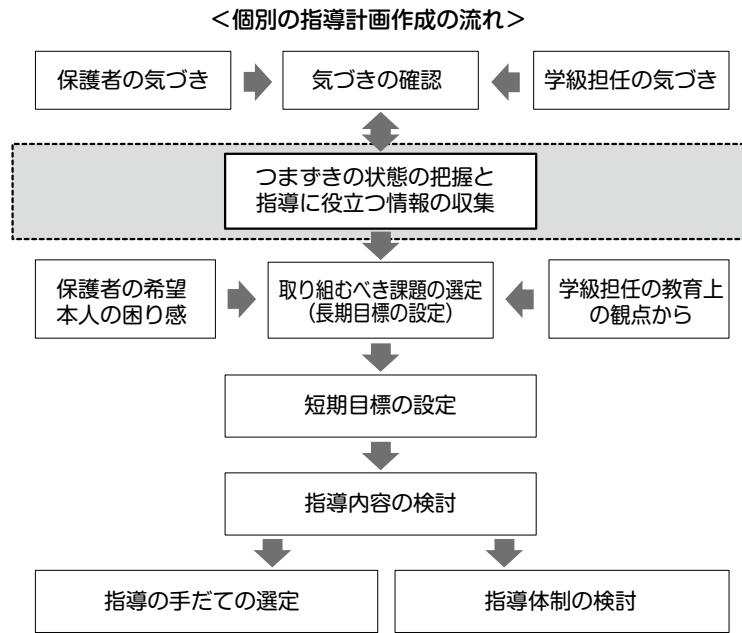 <個別の指導計画作成の流れ>
保護者の気づき
気づきの確認
学級担任の気づき
つまずきの状態の把握と
指導に役立つ情報の収集
保護者の希望
本人の困り感
取り組むべき課題の選定
(長期目標の設定)
学級担任の教育上
の観点から
短期目標の設定
指導内容の検討
指導の手だての選定
指導体制の検討